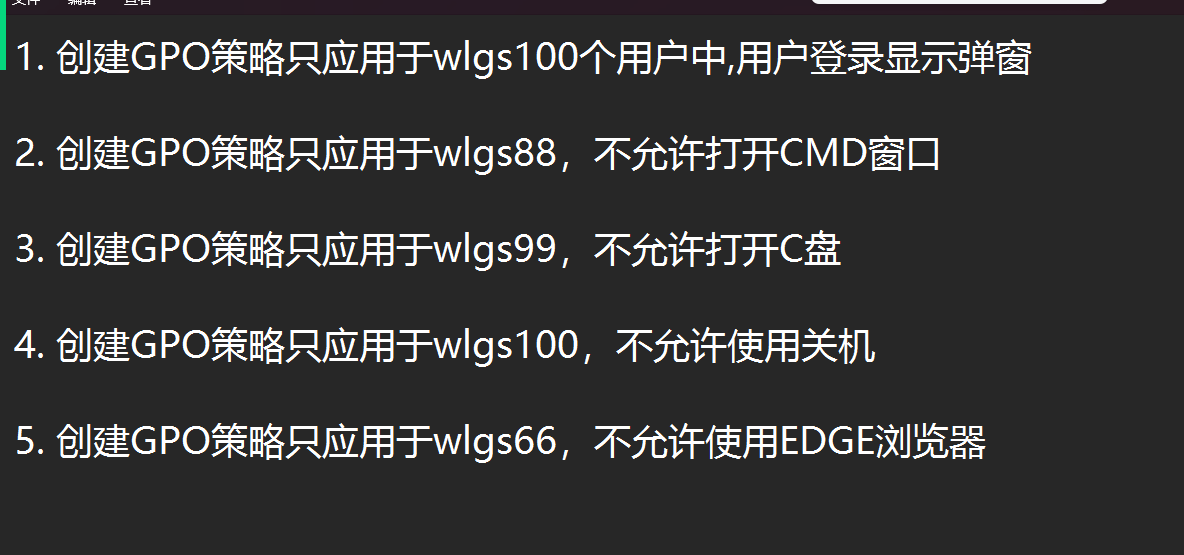 文件 编辑 查看
1. 创建GPO策略只应用于wlgs100个用户中,用户登录显示弹窗
2. 创建GPO策略只应用于wlgs88，不允许打开CMD窗口
3. 创建GPO策略只应用于wlgs99，不允许打开C盘
4. 创建GPO策略只应用于wlgs100，不允许使用关机
5. 创建GPO策略只应用于wlgs66，不允许使用EDGE浏览器